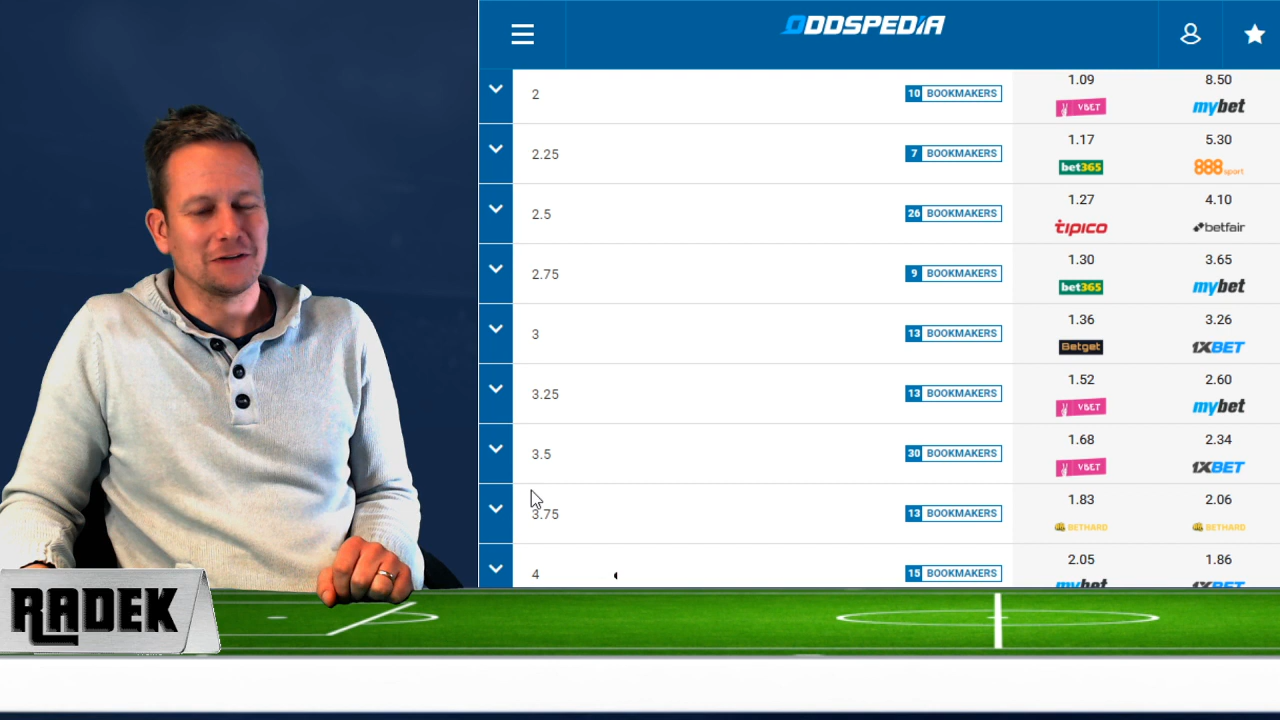 ODDSPEDIA
2 10 BOOKMAKERS 1.09 8.50
VBET mybet
2.25 7 BOOKMAKERS 1.17 5.30
bet365 888sport
2.5 26 BOOKMAKERS 1.27 4.10
tipico betfair
2.75 9 BOOKMAKERS 1.30 3.65
bet365 mybet
3 13 BOOKMAKERS 1.36 3.26
Betget 1XBET
3.25 13 BOOKMAKERS 1.52 2.60
VBET mybet
3.5 30 BOOKMAKERS 1.68 2.34
VBET 1XBET
3.75 13 BOOKMAKERS 1.83 2.06
BETHARD BETHARD
4 15 BOOKMAKERS 2.05 1.86
mybet 1XBET
RADEK